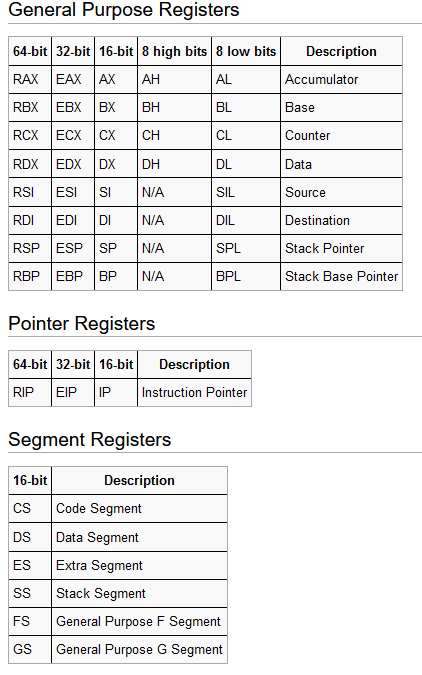 General Purpose Registers
64-bit 32-bit 16-bit 8 high bits 8 low bits Description
RAX EAX AX AH AL Accumulator
RBX EBX BX BH BL Base
RCX ECX CX CH CL Counter
RDX EDX DX DH DL Data
RSI ESI SI N/A SIL Source
RDI EDI DI N/A DIL Destination
RSP ESP SP N/A SPL Stack Pointer
RBP EBP BP N/A BPL Stack Base Pointer
Pointer Registers
64-bit 32-bit 16-bit Description
RIP EIP IP Instruction Pointer
Segment Registers
16-bit Description
CS Code Segment
DS Data Segment
ES Extra Segment
SS Stack Segment
FS General Purpose F Segment
GS General Purpose G Segment